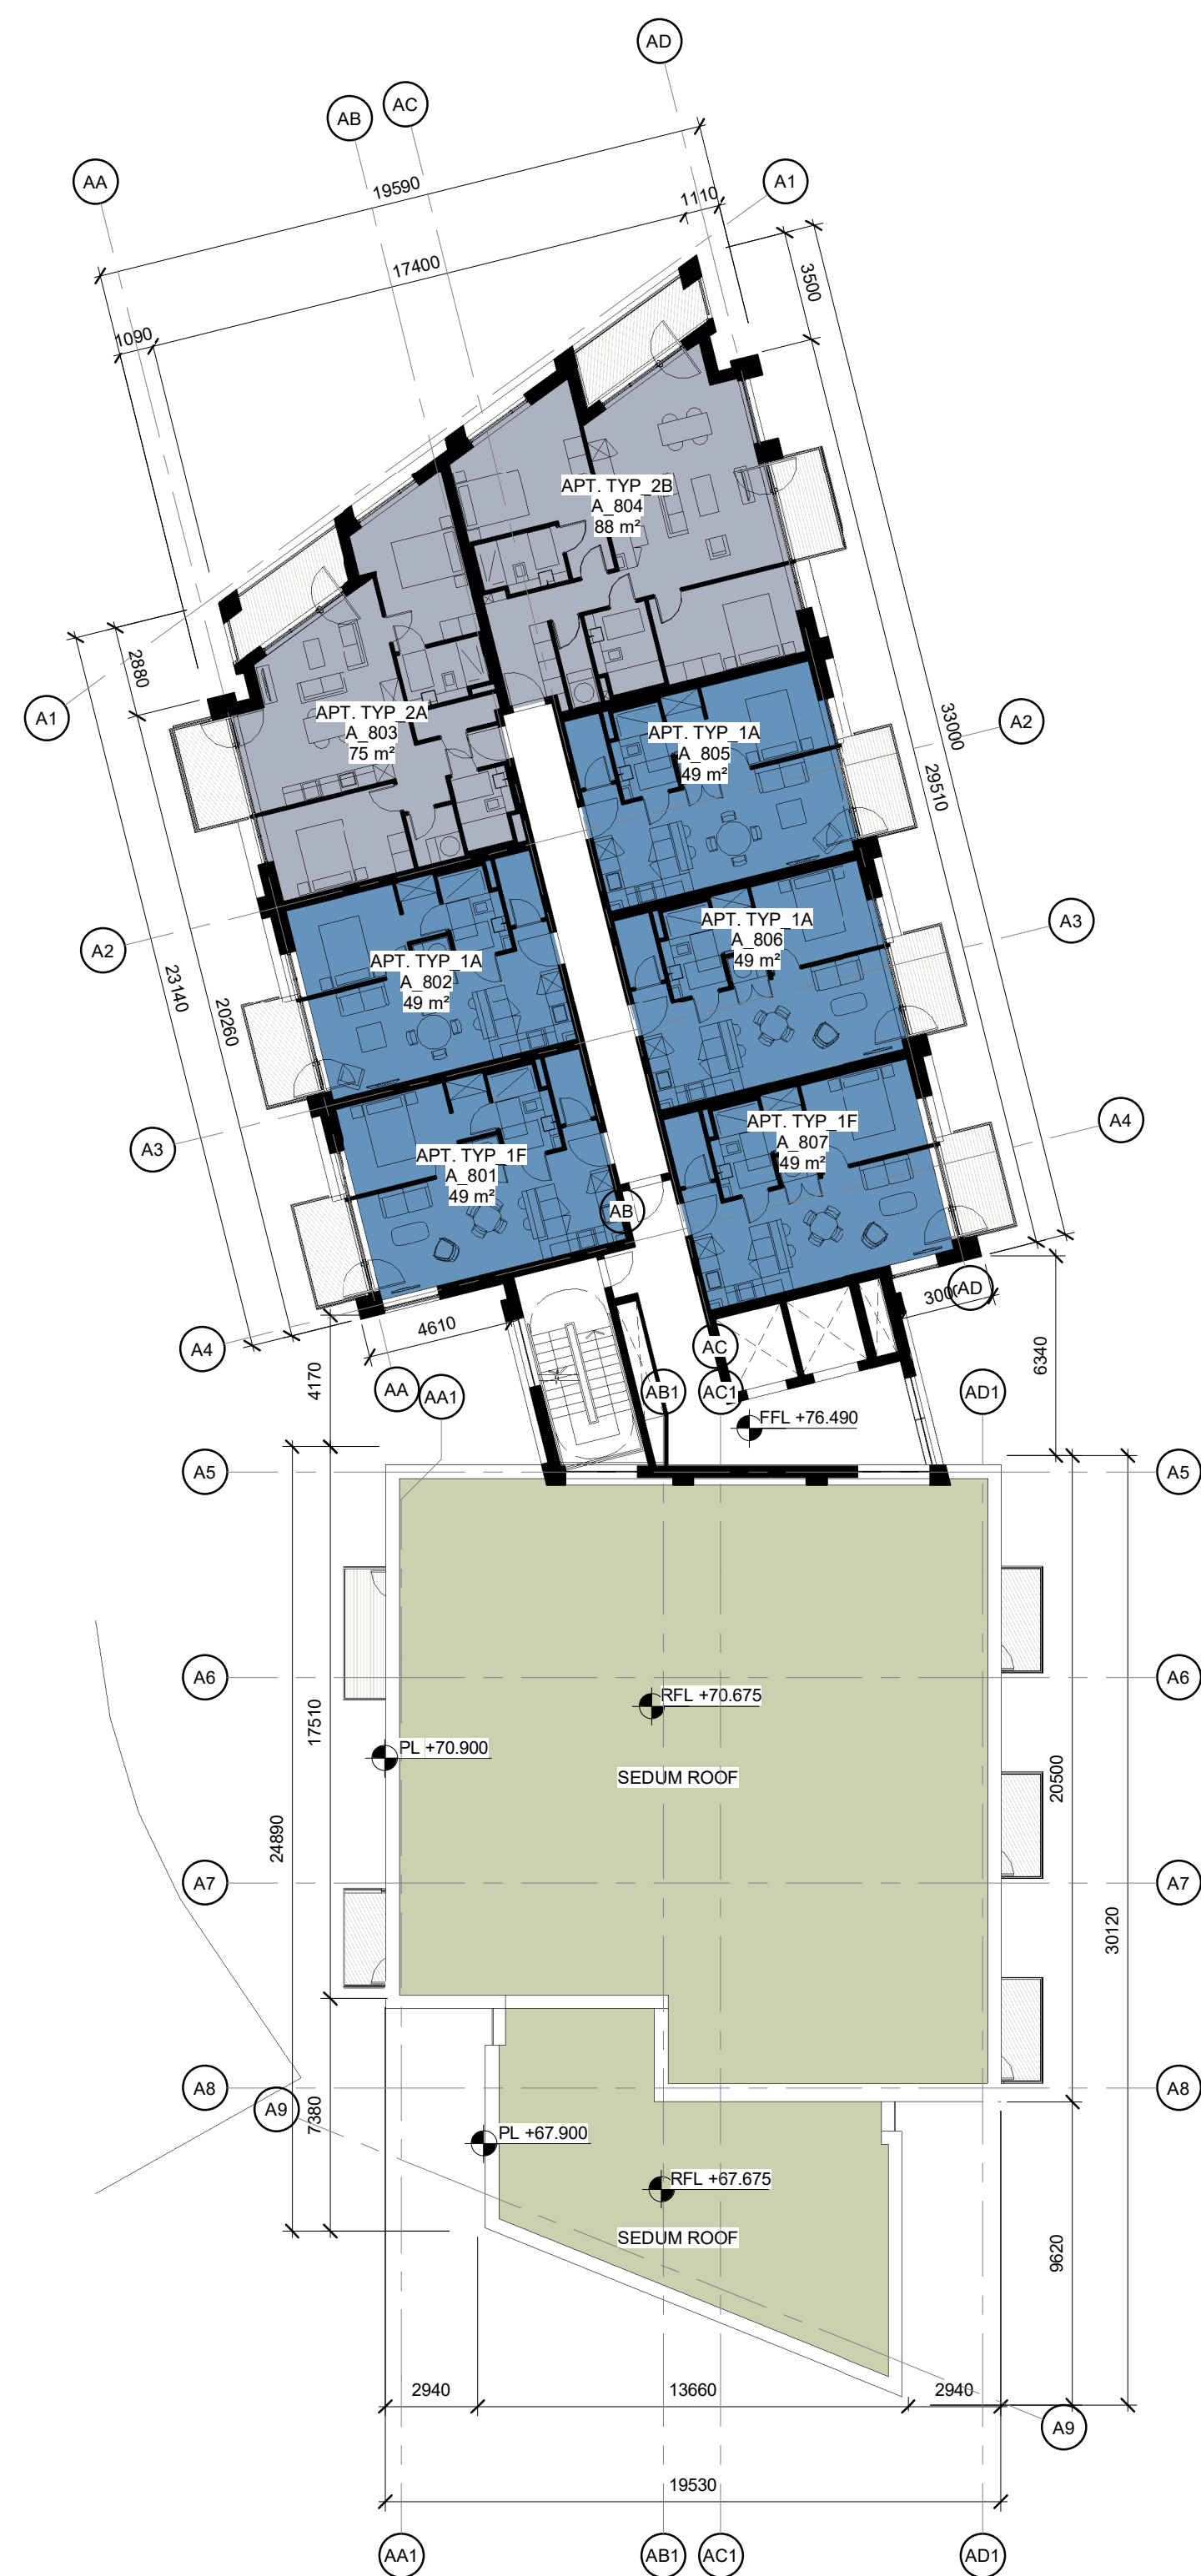 AD
AC
AB
AA
A1
19590
1110
17400
1090
3500
APT. TYP_2B
A_804
88 m²
2880
A1
APT. TYP_2A
A_803
75 m²
33000
A2
29510
APT. TYP_1A
A_805
49 m²
A2
A3
APT. TYP_1A
A_806
49 m²
APT. TYP_1A
A_802
49 m²
23140
20260
A4
APT. TYP_1F
A_807
49 m²
A3
APT. TYP_1F
A_801
49 m²
AB
AD
4610
A4
AC
6340
4170
AA
AA1
AB1
AC1
AD1
FFL +76.490
A5
A5
A6
A6
RFL +70.675
17510
PL +70.900
SEDUM ROOF
20500
24890
A7
A7
30120
A8
A8
A9
7380
PL +67.900
RFL +67.675
SEDUM ROOF
9620
2940
13660
2940
A9
19530
AA1
AB1
AC1
AD1